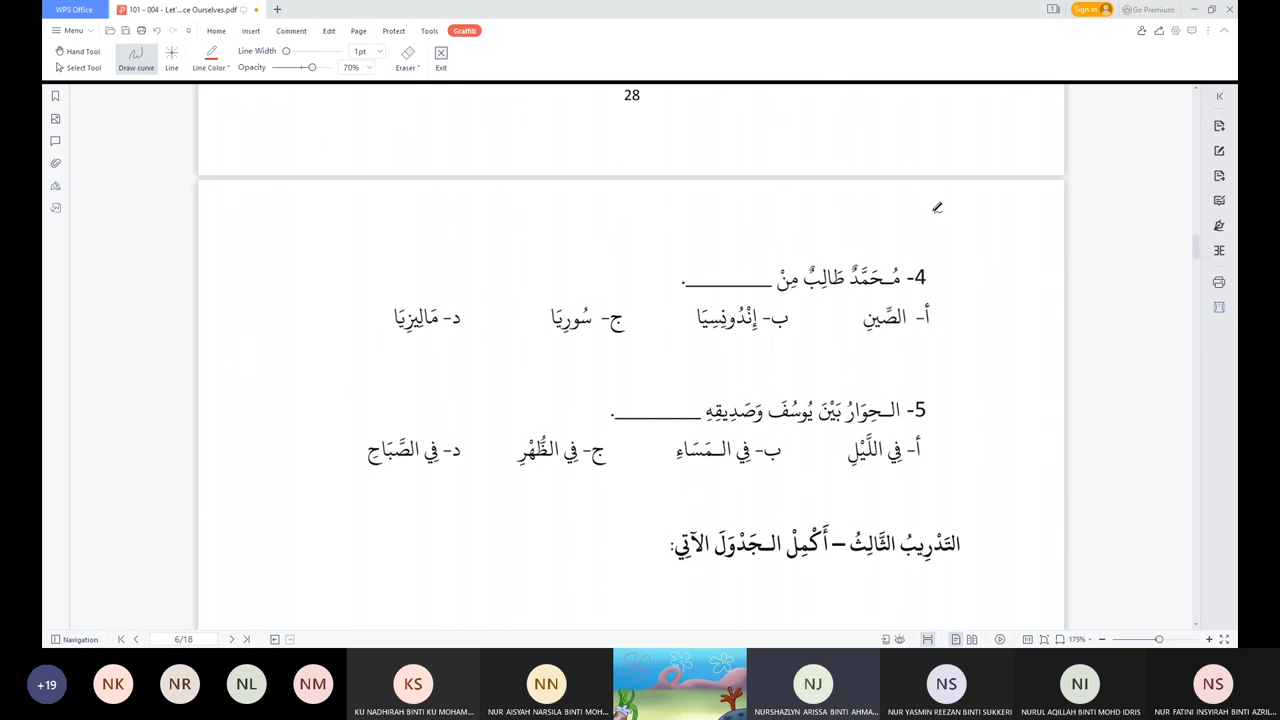 WPS Office
101 - 004 - Let'...ce Ourselves.pdf
Sign in
Go Premium
Menu
Home
Insert
Comment
Edit
Page
Protect
Tools
Graffiti
Hand Tool
Select Tool
Draw curve
Line
Line Color
Line Width
1pt
Opacity
70%
Eraser
Exit
28
4- مُـحَمَّدٌ طَالِبٌ مِنْ _________.
أ- الصِّينِ ب- إِنْدُونِسِيَا ج- سُورِيَا د- مَالِيزِيَا
5- الـحِوَارُ بَيْنَ يُوسُفَ وَصَدِيقِهِ _________.
أ- فِي اللَّيْلِ ب- فِي الـمَسَاءِ ج- فِي الظُّهْرِ د- فِي الصَّبَاحِ
التَدْرِيبُ الثَّالِثُ – أَكْمِلْ الـجَدْوَلَ الآتِي:
Navigation
6/18
175%
+19
NK
NR
NL
NM
KS
KU NADHIRAH BINTI KU MOHAM...
NN
NUR AISYAH NARSILA BINTI MOH...
NJ
NURSHAZLYN ARISSA BINTI AHMA...
NS
NUR YASMIN REEZAN BINTI SUKKERI
NI
NURUL AQILLAH BINTI MOHD IDRIS
NS
NUR FATINI INSYIRAH BINTI AZRIL...